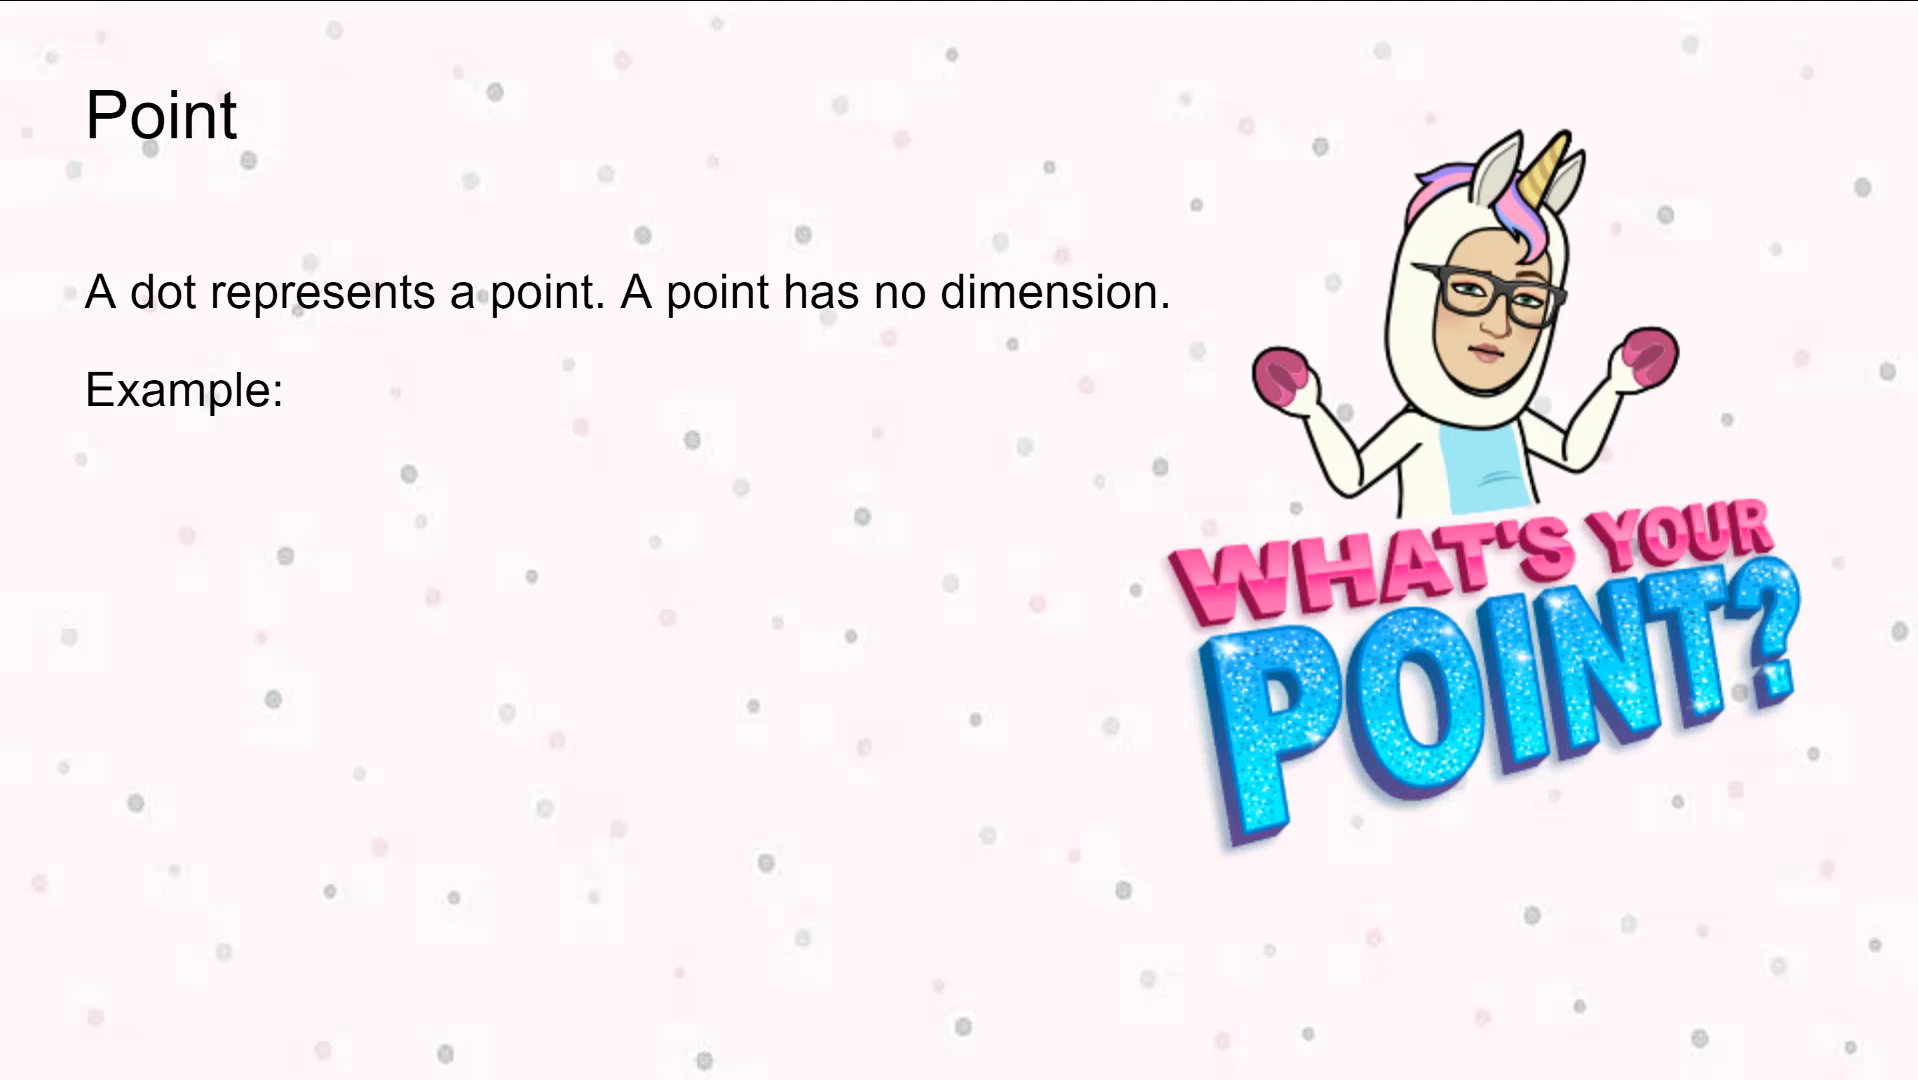 Point
A dot represents a point. A point has no dimension.
Example:
WHAT'S YOUR
POINT?